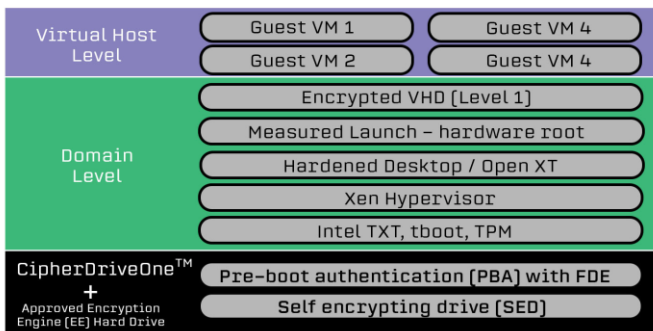 Virtual Host
Level
Guest VM 1
Guest VM 4
Guest VM 2
Guest VM 4
Domain
Level
Encrypted VHD (Level 1)
Measured Launch – hardware root
Hardened Desktop / Open XT
Xen Hypervisor
Intel TXT, tboot, TPM
CipherDriveOne™
+
Approved Encryption
Engine (EE) Hard Drive
Pre-boot authentication (PBA) with FDE
Self encrypting drive (SED)